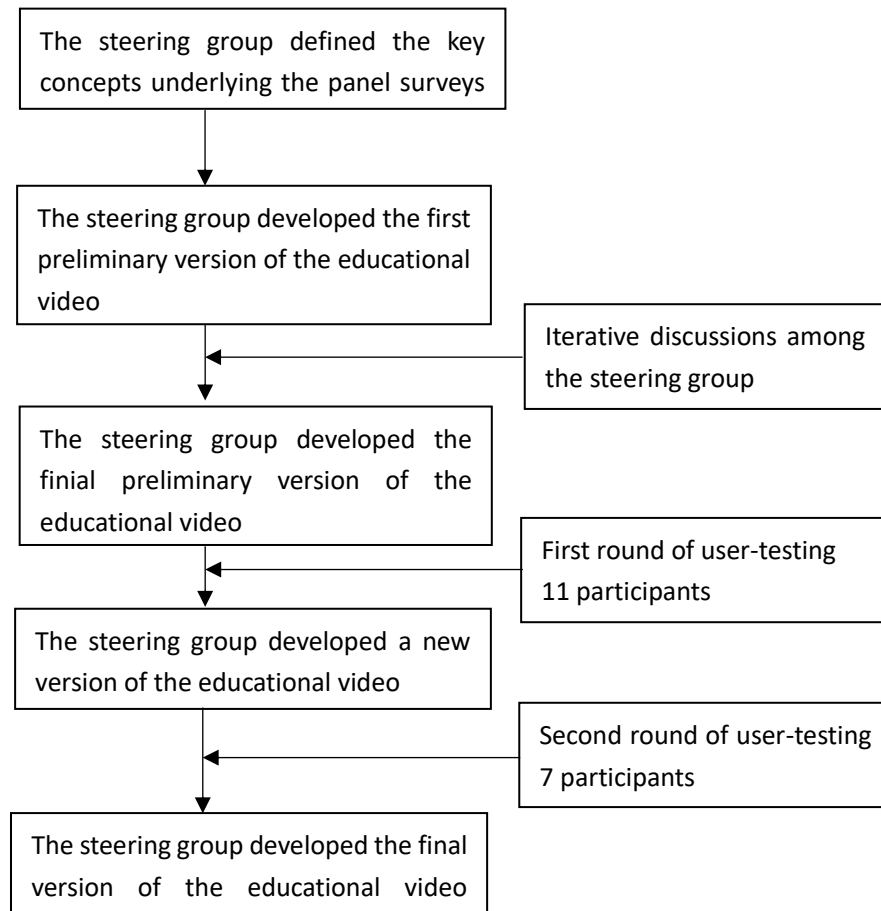 The steering group defined the key
concepts underlying the panel surveys
The steering group developed the first
preliminary version of the educational
video
Iterative discussions among
the steering group
The steering group developed the
finial preliminary version of the
educational video
First round of user-testing
11 participants
The steering group developed a new
version of the educational video
Second round of user-testing
7 participants
The steering group developed the final
version of the educational video